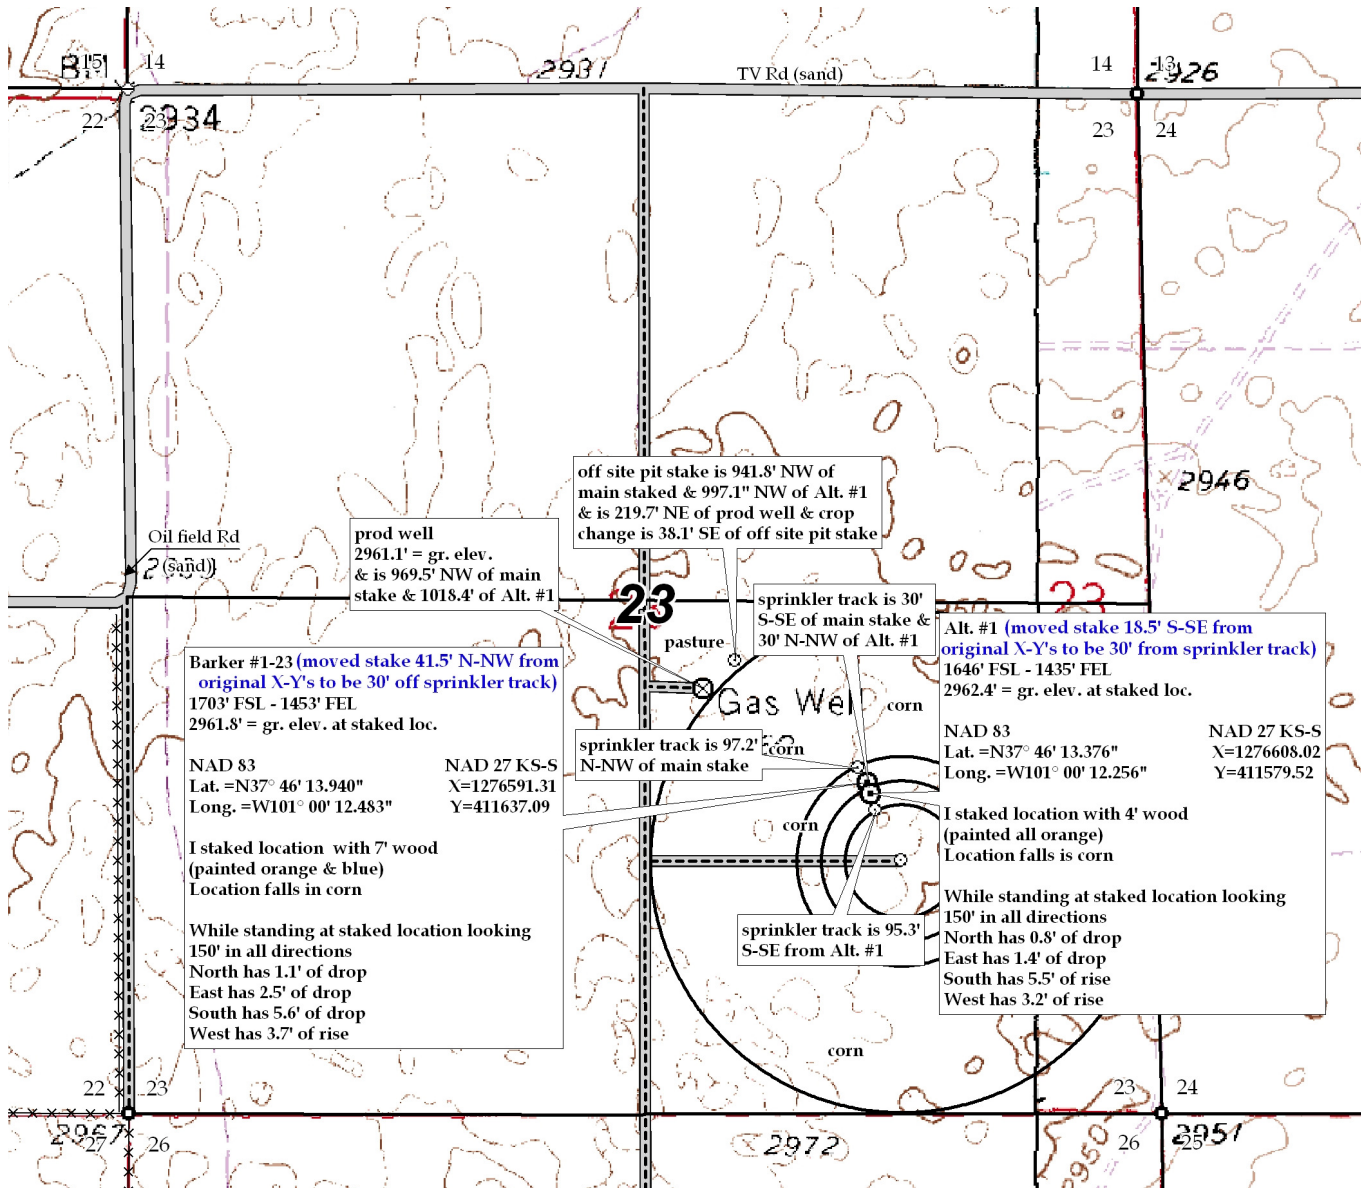 15
14
2931
TV Rd (sand)
14
13
2926
22
23
2934
23
24
2946
off site pit stake is 941.8' NW of
main staked & 997.1" NW of Alt. #1
& is 219.7' NE of prod well & crop
change is 38.1' SE of off site pit stake
Oil field Rd
(sand)
prod well
2961.1' = gr. elev.
& is 969.5' NW of main
stake & 1018.4' of Alt. #1
23
23
sprinkler track is 30'
S-SE of main stake &
30' N-NW of Alt. #1
pasture
Gas Wel
corn
Barker #1-23 (moved stake 41.5' N-NW from
original X-Y's to be 30' off sprinkler track)
1703' FSL - 1453' FEL
2961.8' = gr. elev. at staked loc.
NAD 83 NAD 27 KS-S
Lat. =N37° 46' 13.940" X=1276591.31
Long. =W101° 00' 12.483" Y=411637.09
I staked location with 7' wood
(painted orange & blue)
Location falls in corn
While standing at staked location looking
150' in all directions
North has 1.1' of drop
East has 2.5' of drop
South has 5.6' of drop
West has 3.7' of rise
sprinkler track is 97.2'
N-NW of main stake
corn
corn
sprinkler track is 95.3'
S-SE from Alt. #1
corn
Alt. #1 (moved stake 18.5' S-SE from
original X-Y's to be 30' from sprinkler track)
1646' FSL - 1435' FEL
2962.4' = gr. elev. at staked loc.
NAD 83 NAD 27 KS-S
Lat. =N37° 46' 13.376" X=1276608.02
Long. =W101° 00' 12.256" Y=411579.52
I staked location with 4' wood
(painted all orange)
Location falls is corn
While standing at staked location looking
150' in all directions
North has 0.8' of drop
East has 1.4' of drop
South has 5.5' of rise
West has 3.2' of rise
22
23
23
24
2967
27
26
2972
2950
26
25
2951